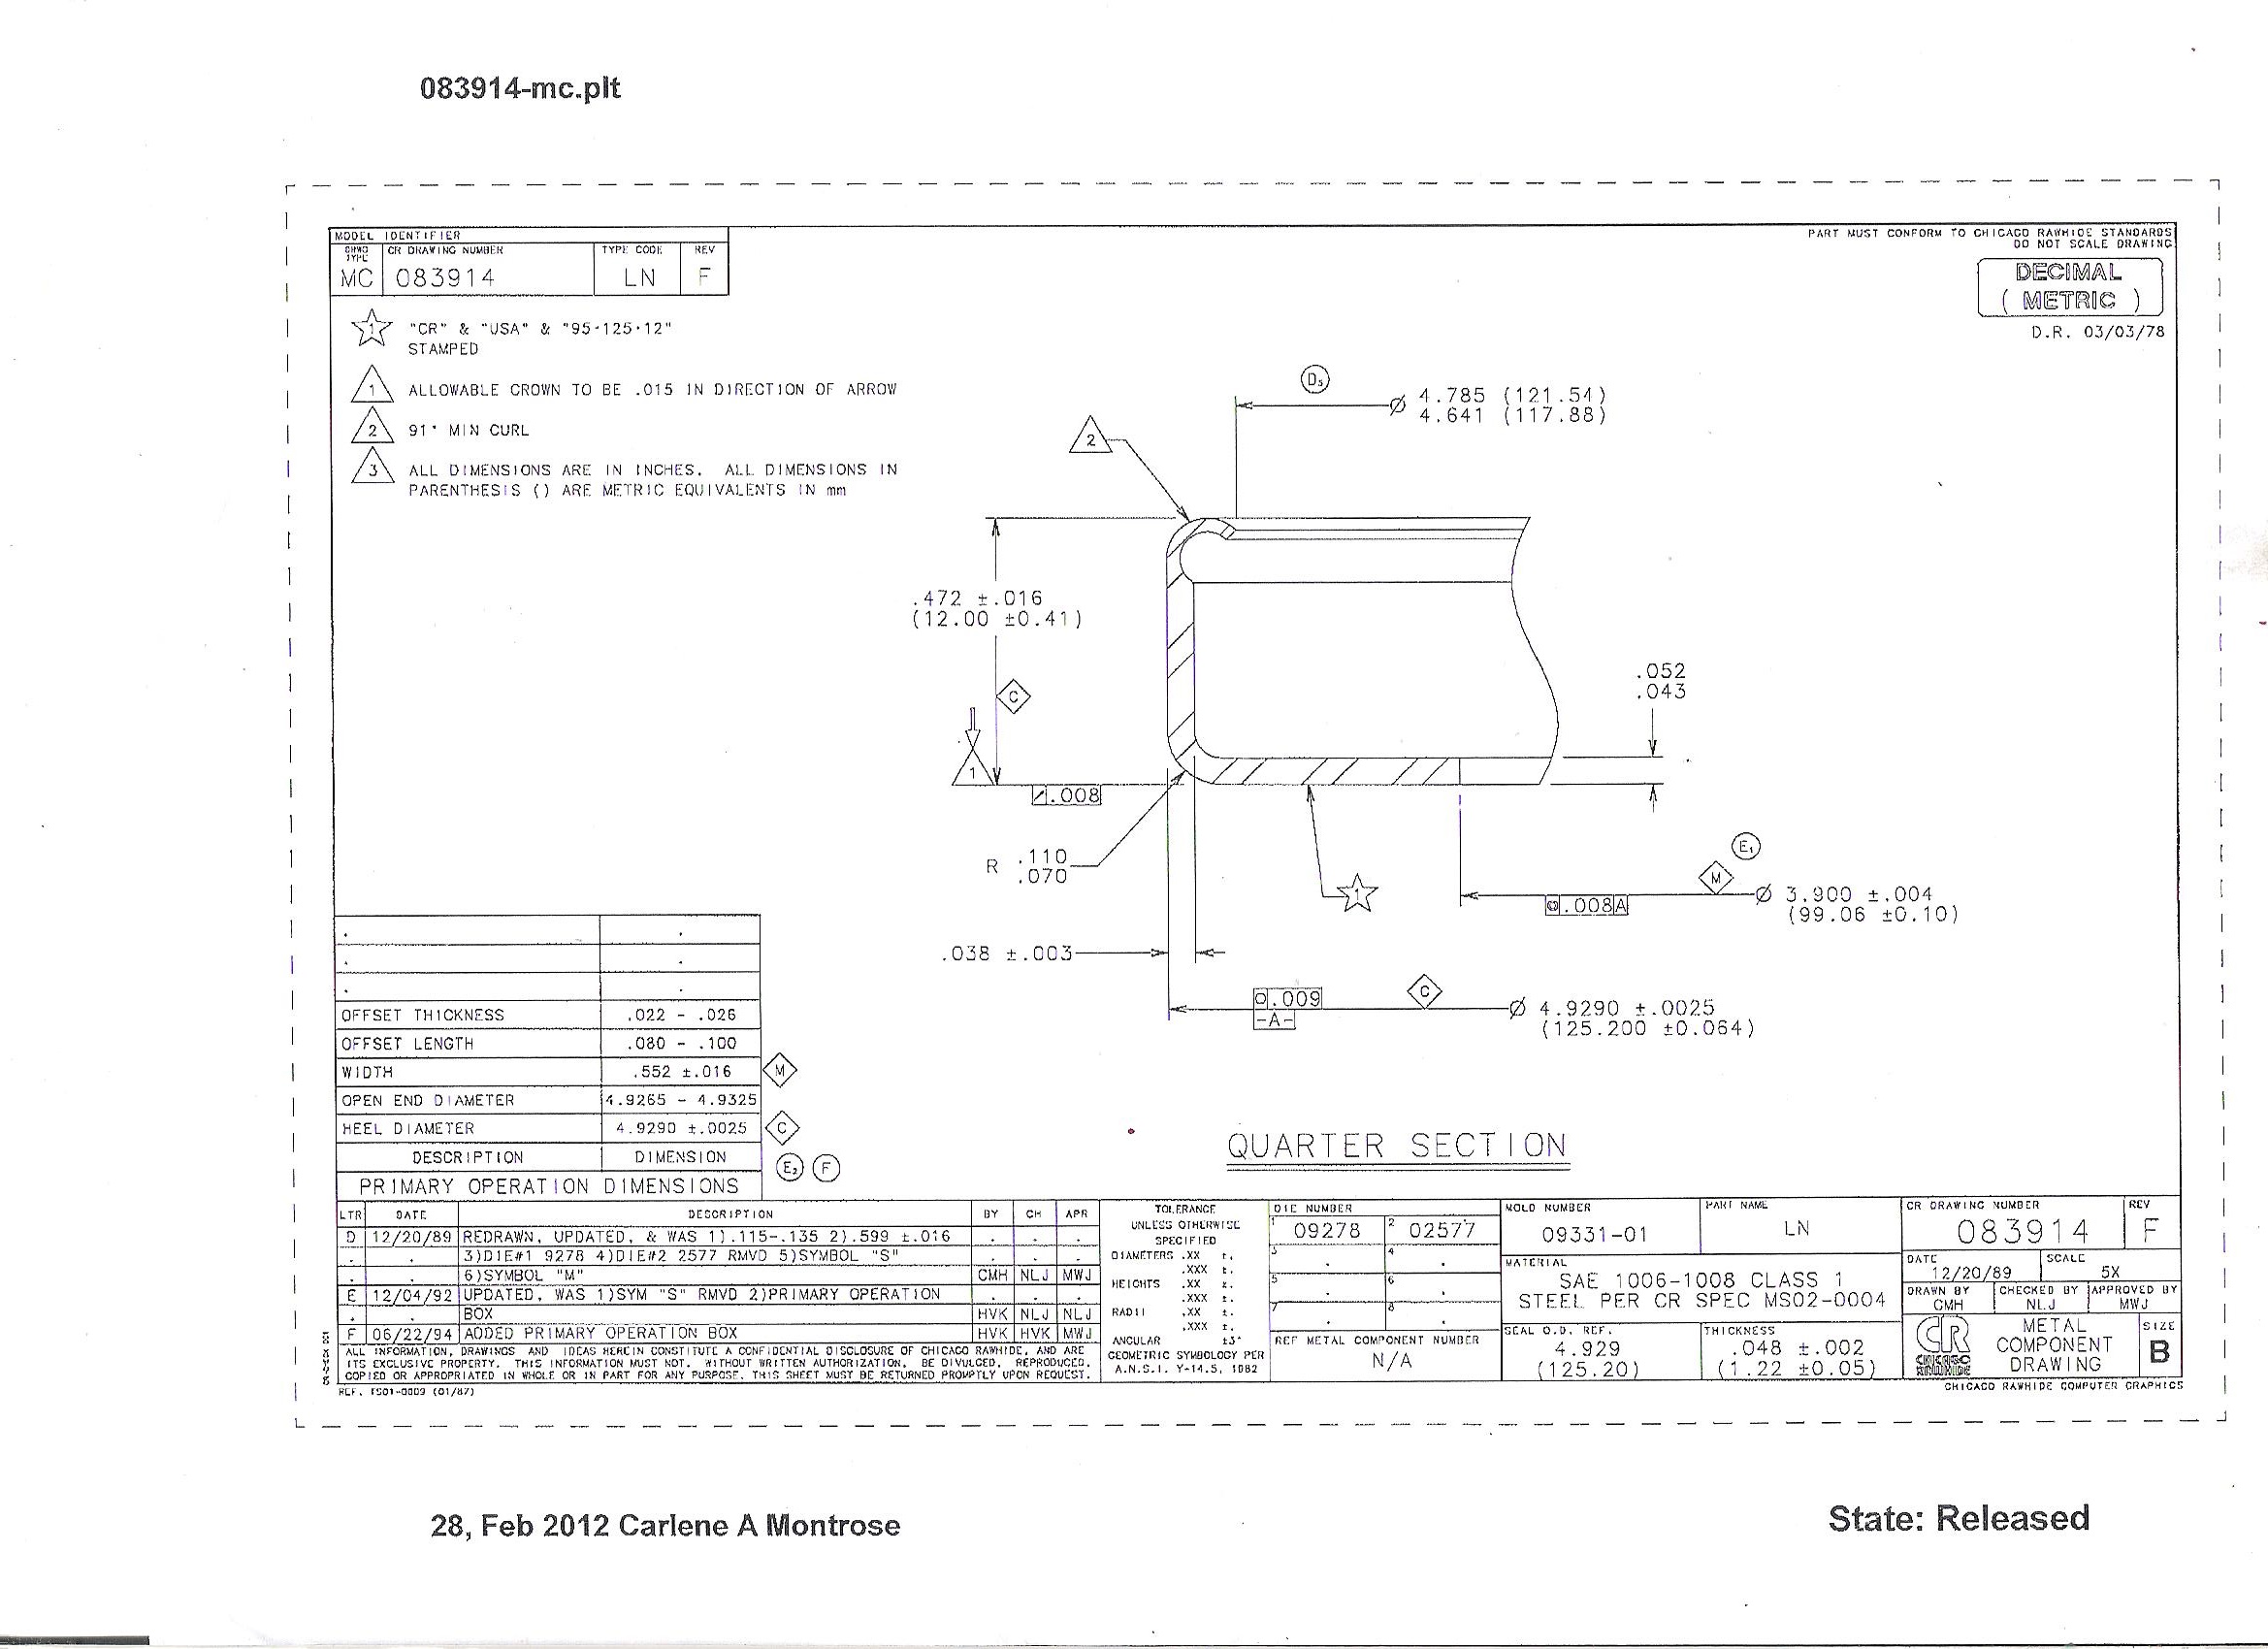 083914-mc.plt
MODEL IDENTIFIER
CR DRAWING NUMBER TYPE CODE REV
TYPE
MC 083914 LN F
PART MUST CONFORM TO CHICAGO RAWHIDE STANDARDS
DO NOT SCALE DRAWING
DECIMAL
( METRIC )
D.R. 03/03/78
1 "CR" & "USA" & "95·125·12"
STAMPED
1 ALLOWABLE CROWN TO BE .015 IN DIRECTION OF ARROW
2 91° MIN CURL
3 ALL DIMENSIONS ARE IN INCHES. ALL DIMENSIONS IN
PARENTHESIS () ARE METRIC EQUIVALENTS IN mm
D5
Ø 4.785 (121.54)
4.641 (117.88)
2
.472 ±.016
(12.00 ±0.41)
C
1
.008
.052
.043
R .110
.070
1
E1
M
.008 A
Ø 3.900 ±.004
(99.06 ±0.10)
.038 ±.003
.009
-A-
C
Ø 4.9290 ±.0025
(125.200 ±0.064)
QUARTER SECTION
OFFSET THICKNESS .022 - .026
OFFSET LENGTH .080 - .100
WIDTH .552 ±.016 M
OPEN END DIAMETER 4.9265 - 4.9325
HEEL DIAMETER 4.9290 ±.0025 C
DESCRIPTION DIMENSION E2 F
PRIMARY OPERATION DIMENSIONS
LTR DATE DESCRIPTION BY CH APR
D 12/20/89 REDRAWN, UPDATED, & WAS 1).115-.135 2).599 ±.016
3)DIE#1 9278 4)DIE#2 2577 RMVD 5)SYMBOL "S"
6)SYMBOL "M" CMH NLJ MWJ
E 12/04/92 UPDATED, WAS 1)SYM "S" RMVD 2)PRIMARY OPERATION
BOX HVK NLJ NLJ
F 06/22/94 ADDED PRIMARY OPERATION BOX HVK HVK MWJ
ALL INFORMATION, DRAWINGS AND IDEAS HEREIN CONSTITUTE A CONFIDENTIAL DISCLOSURE OF CHICAGO RAWHIDE, AND ARE
ITS EXCLUSIVE PROPERTY. THIS INFORMATION MUST NOT, WITHOUT WRITTEN AUTHORIZATION, BE DIVULGED, REPRODUCED,
COPIED OR APPROPRIATED IN WHOLE OR IN PART FOR ANY PURPOSE. THIS SHEET MUST BE RETURNED PROMPTLY UPON REQUEST.
REF. FS01-0009 (01/87)
TOLERANCE
UNLESS OTHERWISE
SPECIFIED
DIAMETERS .XX ±.
.XXX ±.
HEIGHTS .XX ±.
.XXX ±.
RADII .XX ±.
.XXX ±.
ANGULAR ±3°
GEOMETRIC SYMBOLOGY PER
A.N.S.I. Y-14.5, 1982
DIE NUMBER
1 09278 2 02577
3 4
5 6
7 8
REF METAL COMPONENT NUMBER
N/A
MOLD NUMBER
09331-01
PART NAME
LN
MATERIAL
SAE 1006-1008 CLASS 1
STEEL PER CR SPEC MS02-0004
SEAL O.D. REF.
4.929
(125.20)
THICKNESS
.048 ±.002
(1.22 ±0.05)
CR DRAWING NUMBER REV
083914 F
DATE SCALE
12/20/89 5X
DRAWN BY CHECKED BY APPROVED BY
CMH NLJ MWJ
CR
CHICAGO
RAWHIDE
METAL
COMPONENT
DRAWING
SIZE
B
CHICAGO RAWHIDE COMPUTER GRAPHICS
28, Feb 2012 Carlene A Montrose
State: Released